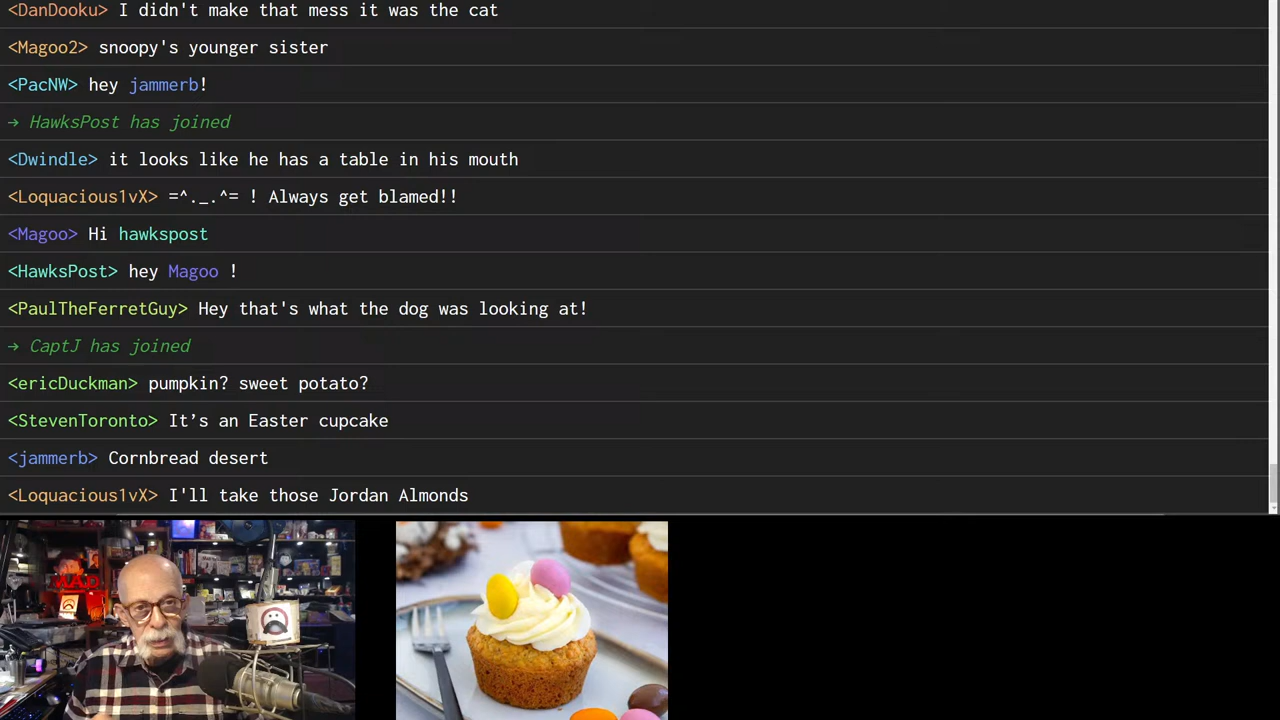 <DanDooku> I didn't make that mess it was the cat
<Magoo2> snoopy's younger sister
<PacNW> hey jammerb!
→ HawksPost has joined
<Dwindle> it looks like he has a table in his mouth
<Loquacious1vX> =^._.^= ! Always get blamed!!
<Magoo> Hi hawkspost
<HawksPost> hey Magoo !
<PaulTheFerretGuy> Hey that's what the dog was looking at!
→ CaptJ has joined
<ericDuckman> pumpkin? sweet potato?
<StevenToronto> It’s an Easter cupcake
<jammerb> Cornbread desert
<Loquacious1vX> I'll take those Jordan Almonds
MAD